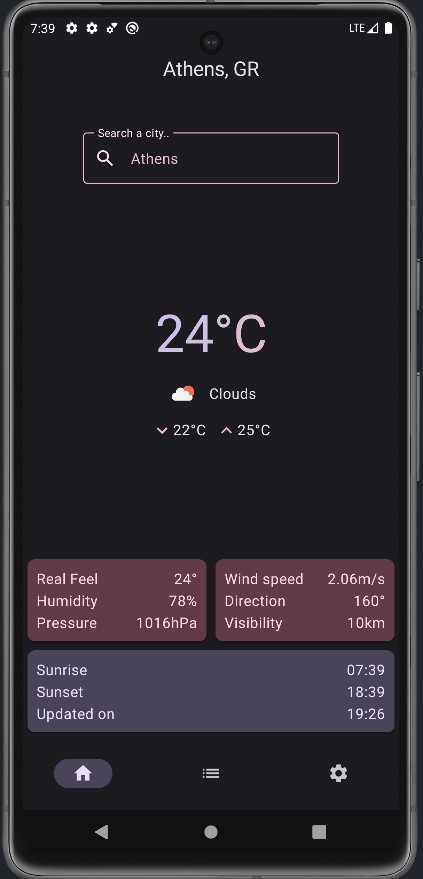 7:39 LTE
Athens, GR
Search a city..
Athens
24°C
Clouds
22°C 25°C
Real Feel 24°
Humidity 78%
Pressure 1016hPa
Wind speed 2.06m/s
Direction 160°
Visibility 10km
Sunrise 07:39
Sunset 18:39
Updated on 19:26